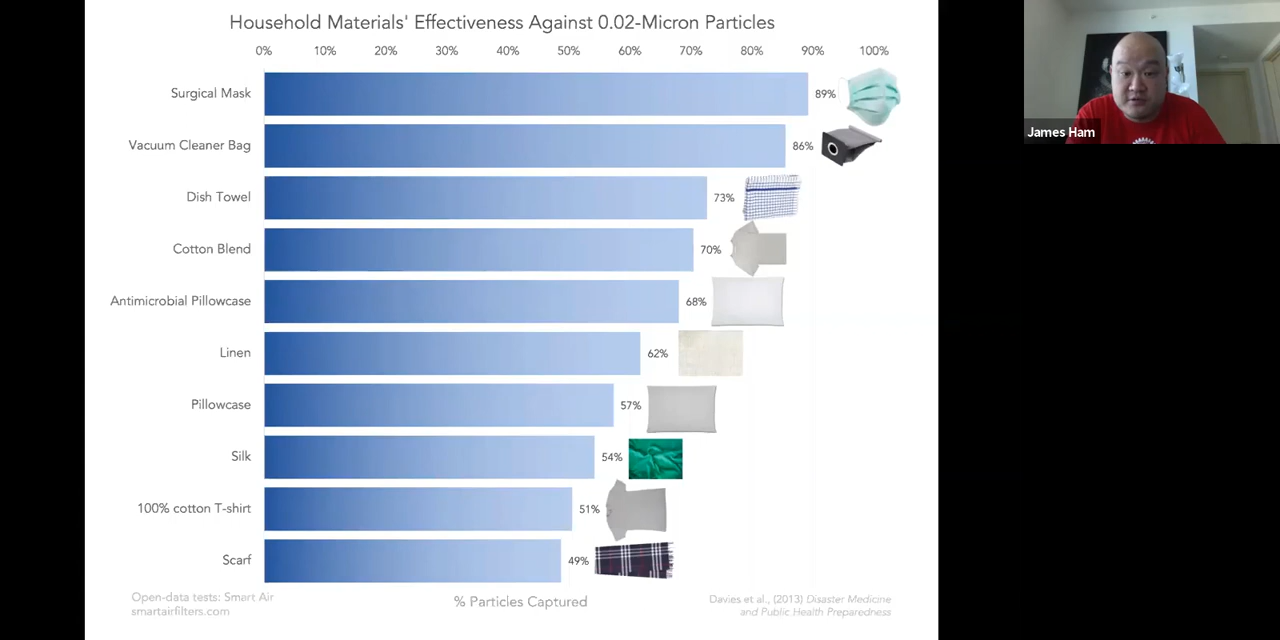 Household Materials' Effectiveness Against 0.02-Micron Particles
0% 10% 20% 30% 40% 50% 60% 70% 80% 90% 100%
Surgical Mask 89%
Vacuum Cleaner Bag 86%
Dish Towel 73%
Cotton Blend 70%
Antimicrobial Pillowcase 68%
Linen 62%
Pillowcase 57%
Silk 54%
100% cotton T-shirt 51%
Scarf 49%
Open-data tests: Smart Air
smartairfilters.com
% Particles Captured
Davies et al., (2013) Disaster Medicine
and Public Health Preparedness
James Ham